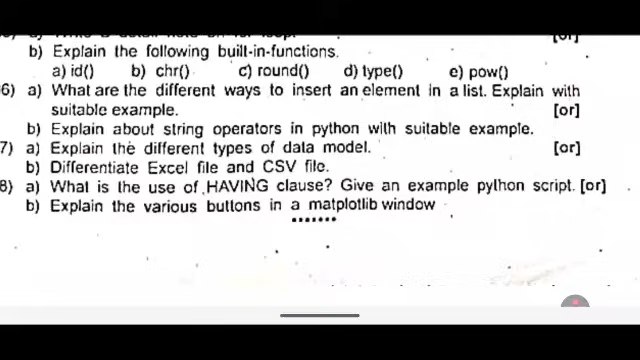 b) Explain the following built-in-functions.
a) id() b) chr() c) round() d) type() e) pow()
6) a) What are the different ways to insert an element in a list. Explain with
suitable example. [or]
b) Explain about string operators in python with suitable example.
7) a) Explain the different types of data model. [or]
b) Differentiate Excel file and CSV file.
8) a) What is the use of HAVING clause? Give an example python script. [or]
b) Explain the various buttons in a matplotlib window
*******